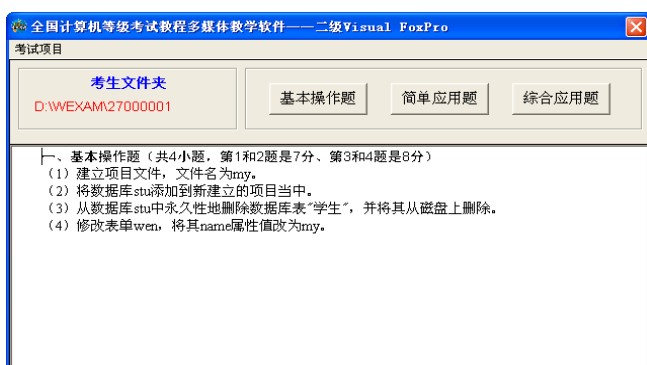 全国计算机等级考试教程多媒体教学软件——二级Visual FoxPro
考试项目
考生文件夹
D:\WEXAM\27000001
基本操作题
简单应用题
综合应用题
一、基本操作题（共4小题，第1和2题是7分、第3和4题是8分）
（1）建立项目文件，文件名为my。
（2）将数据库stu添加到新建立的项目当中。
（3）从数据库stu中永久性地删除数据库表"学生"，并将其从磁盘上删除。
（4）修改表单wen，将其name属性值改为my。